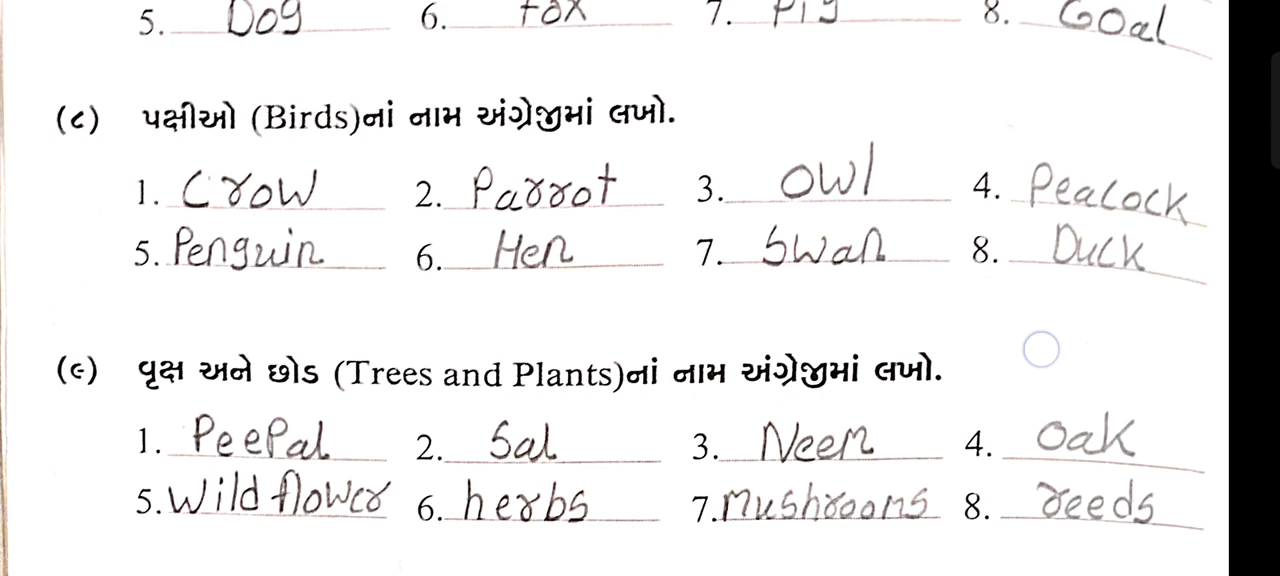 5. Dog 6. Fox 7. Pig 8. Goal
(૮) પક્ષીઓ (Birds)નાં નામ અંગ્રેજીમાં લખો.
1. Crow 2. Parrot 3. Owl 4. Peacock
5. Penguin 6. Hen 7. Swan 8. Duck
(૯) વૃક્ષ અને છોડ (Trees and Plants)નાં નામ અંગ્રેજીમાં લખો.
1. Peepal 2. Sal 3. Neem 4. Oak
5. Wild flower 6. herbs 7. Mushrooms 8. reeds